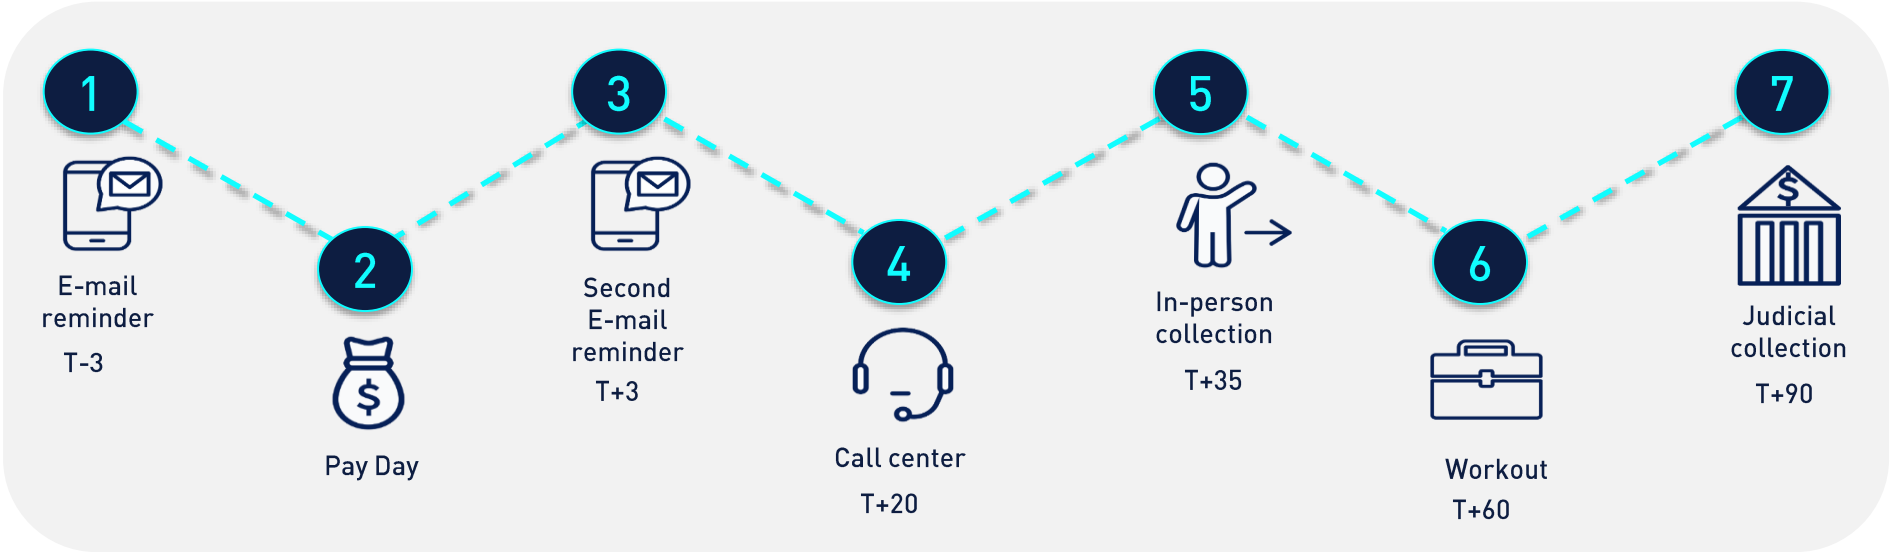 1
E-mail
reminder
T-3
2
$
Pay Day
3
Second
E-mail
reminder
T+3
4
Call center
T+20
5
In-person
collection
T+35
6
Workout
T+60
7
$
Judicial
collection
T+90